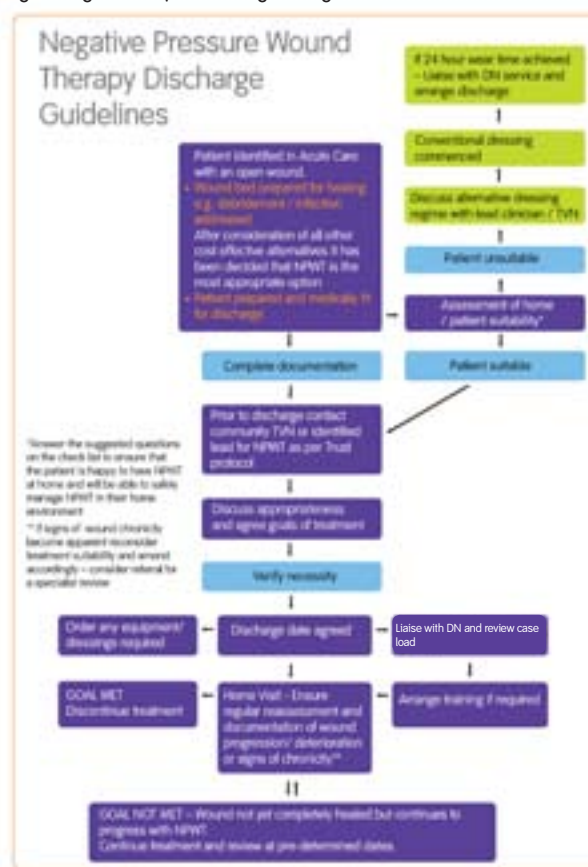 Negative Pressure Wound
Therapy Discharge
Guidelines
If 24 hour wear time achieved
– Liaise with DN service and
arrange discharge
Conventional dressing
commenced
Discuss alternative dressing
regime with lead clinician / TVN
Patient unsuitable
Assessment of home
/ patient suitability*
Patient suitable
Patient identified in Acute Care
with an open wound.
• Wound bed prepared for healing
e.g. debridement / infection
addressed
After consideration of all other
cost effective alternatives it has
been decided that NPWT is the
most appropriate option
• Patient prepared and medically fit
for discharge
Complete documentation
Prior to discharge contact
community TVN or identified
lead for NPWT as per Trust
protocol
*Answer the suggested questions
on the check list to ensure that
the patient is happy to have NPWT
at home and will be able to safely
manage NPWT in their home
environment
** If signs of wound chronicity
become apparent reconsider
treatment suitability and amend
accordingly – consider referral for
a specialist review
Discuss appropriateness
and agree goals of treatment
Verify necessity
Order any equipment/
dressings required
Discharge date agreed
Liaise with DN and review case
load
GOAL MET
Discontinue treatment
Home Visit - Ensure
regular reassessment and
documentation of wound
progression/ deterioration
or signs of chronicity**
Arrange training if required
GOAL NOT MET – Wound not yet completely healed but continues to
progress with NPWT.
Continue treatment and review at pre-determined dates.